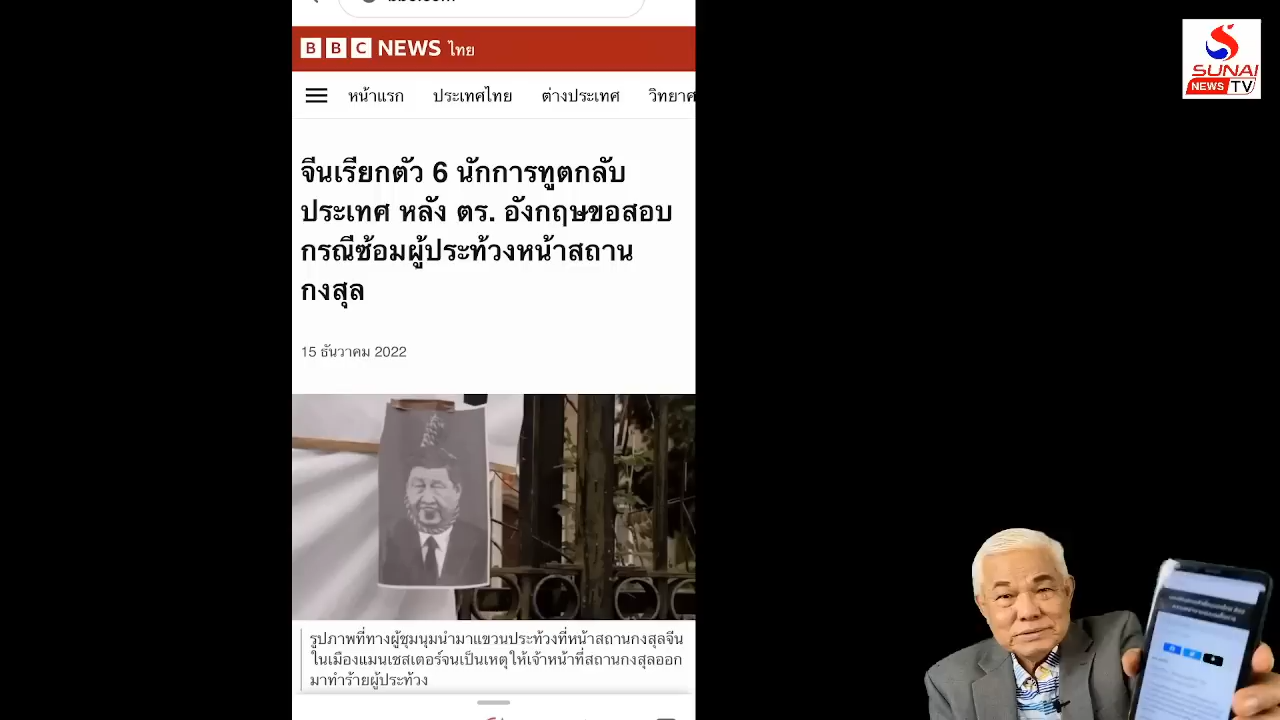 BBC NEWS ไทย
หน้าแรก ประเทศไทย ต่างประเทศ วิทยาศ
จีนเรียกตัว 6 นักการทูตกลับ
ประเทศ หลัง ตร. อังกฤษขอสอบ
กรณีซ้อมผู้ประท้วงหน้าสถาน
กงสุล
15 ธันวาคม 2022
รูปภาพที่ทางผู้ชุมนุมนำมาแขวนประท้วงที่หน้าสถานกงสุลจีน
ในเมืองแมนเชสเตอร์จนเป็นเหตุให้เจ้าหน้าที่สถานกงสุลออก
มาทำร้ายผู้ประท้วง
SUNAI
NEWS TV